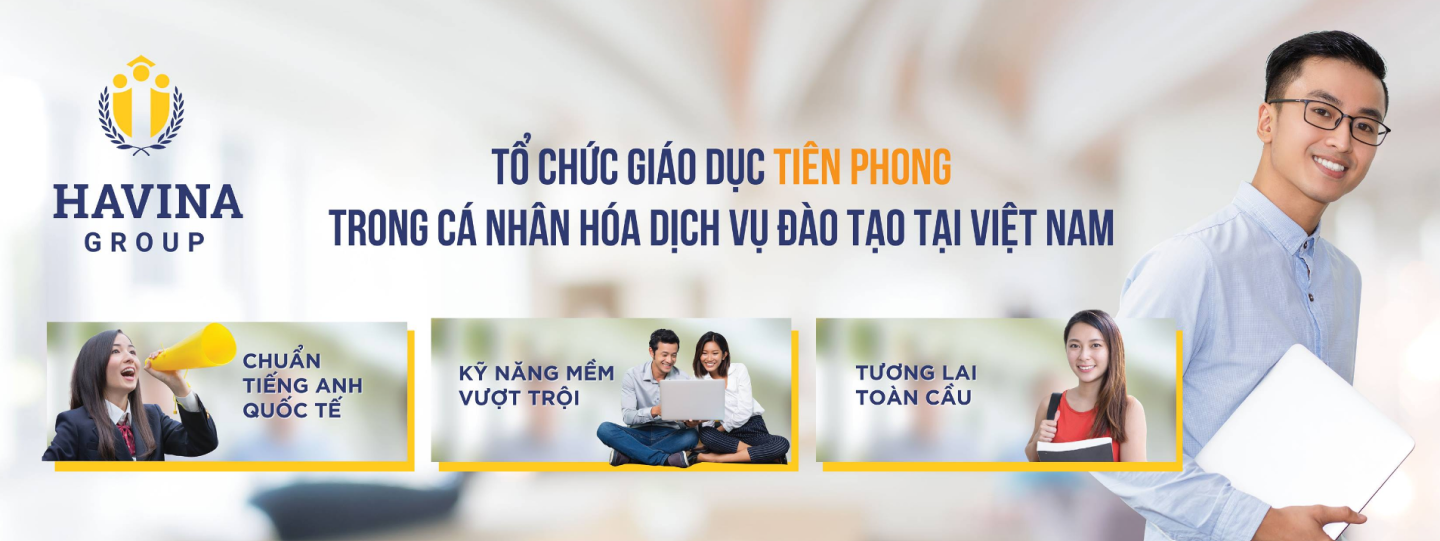 HAVINA
GROUP
TỔ CHỨC GIÁO DỤC TIÊN PHONG
TRONG CÁ NHÂN HÓA DỊCH VỤ ĐÀO TẠO TẠI VIỆT NAM
CHUẨN
TIẾNG ANH
QUỐC TẾ
KỸ NĂNG MỀM
VƯỢT TRỘI
TƯƠNG LAI
TOÀN CẦU